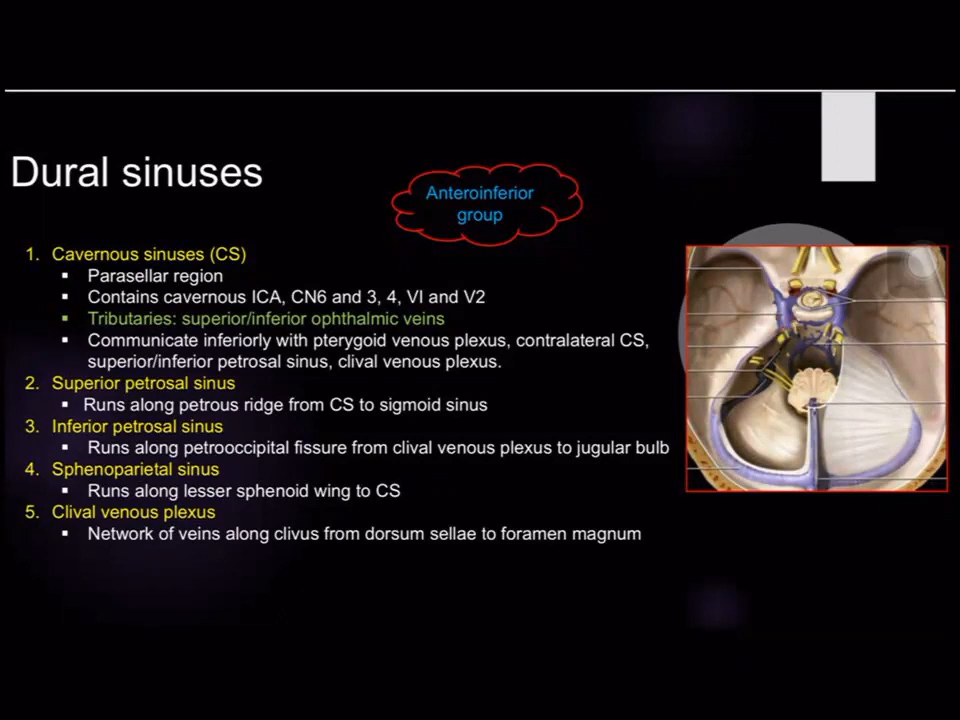 Dural sinuses
Anteroinferior
group
1. Cavernous sinuses (CS)
▪ Parasellar region
▪ Contains cavernous ICA, CN6 and 3, 4, VI and V2
▪ Tributaries: superior/inferior ophthalmic veins
▪ Communicate inferiorly with pterygoid venous plexus, contralateral CS,
superior/inferior petrosal sinus, clival venous plexus.
2. Superior petrosal sinus
▪ Runs along petrous ridge from CS to sigmoid sinus
3. Inferior petrosal sinus
▪ Runs along petrooccipital fissure from clival venous plexus to jugular bulb
4. Sphenoparietal sinus
▪ Runs along lesser sphenoid wing to CS
5. Clival venous plexus
▪ Network of veins along clivus from dorsum sellae to foramen magnum